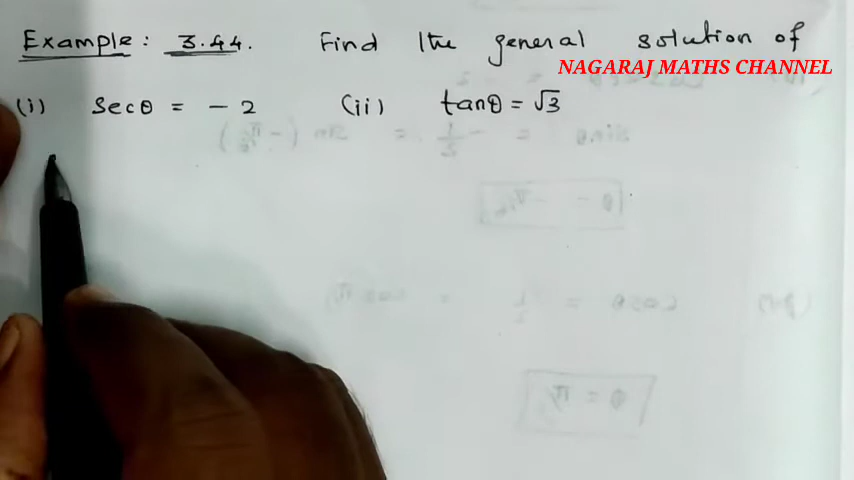 Example: 3.44. Find the general solution of
NAGARAJ MATHS CHANNEL
(i) secθ = - 2 (ii) tanθ = √3